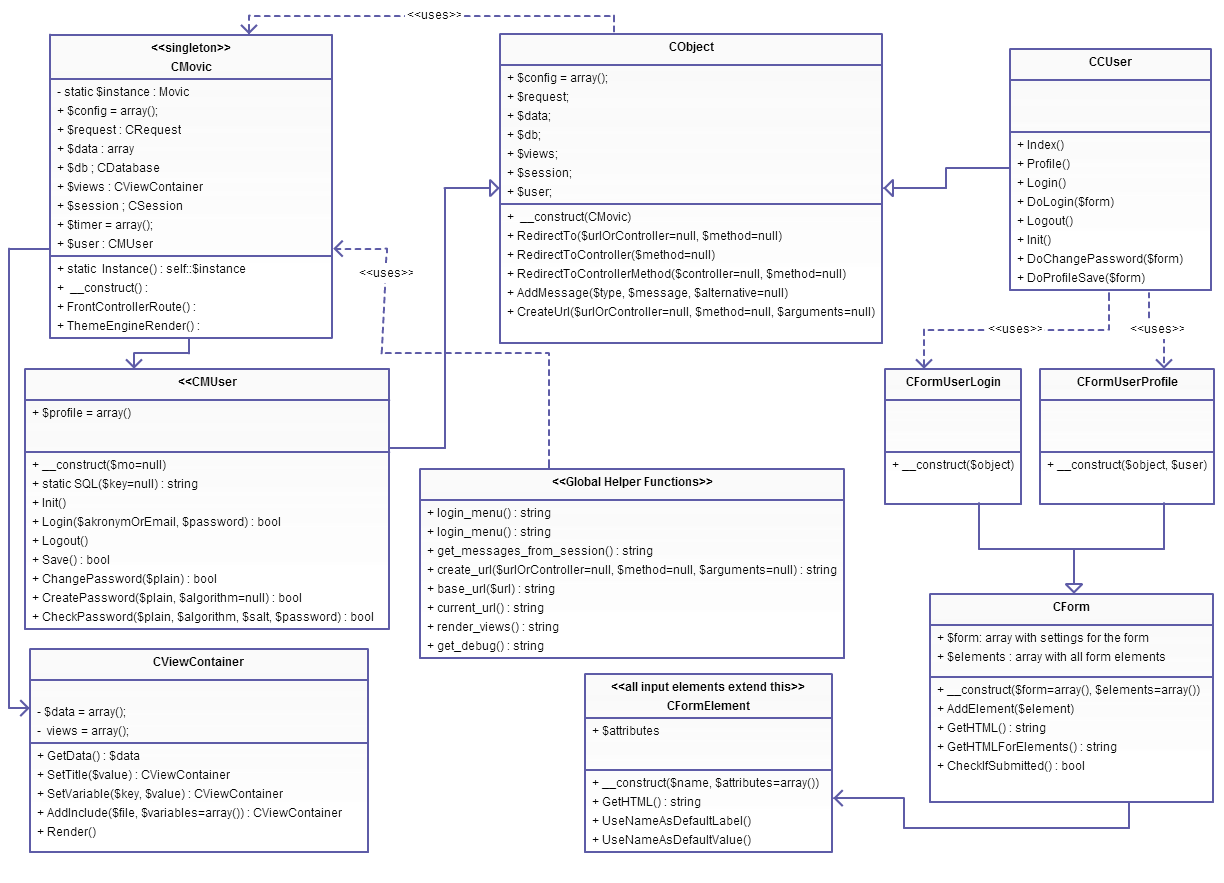 <<uses>>
<<singleton>>
CMovic
- static $instance : Movic
+ $config = array();
+ $request : CRequest
+ $data : array
+ $db ; CDatabase
+ $views : CViewContainer
+ $session ; CSession
+ $timer = array();
+ $user : CMUser
+ static  Instance() : self::$instance
+  __construct() :
+ FrontControllerRoute() :
+ ThemeEngineRender() :
CObject
+ $config = array();
+ $request;
+ $data;
+ $db;
+ $views;
+ $session;
+ $user;
+  __construct(CMovic)
+ RedirectTo($urlOrController=null, $method=null)
+ RedirectToController($method=null)
+ RedirectToControllerMethod($controller=null, $method=null)
+ AddMessage($type, $message, $alternative=null)
+ CreateUrl($urlOrController=null, $method=null, $arguments=null)
CCUser
+ Index()
+ Profile()
+ Login()
+ DoLogin($form)
+ Logout()
+ Init()
+ DoChangePassword($form)
+ DoProfileSave($form)
<<uses>>
<<uses>>
<<uses>>
<<CMUser
+ $profile = array()
+ __construct($mo=null)
+ static SQL($key=null) : string
+ Init()
+ Login($akronymOrEmail, $password) : bool
+ Logout()
+ Save() : bool
+ ChangePassword($plain) : bool
+ CreatePassword($plain, $algorithm=null) : bool
+ CheckPassword($plain, $algorithm, $salt, $password) : bool
CFormUserLogin
+ __construct($object)
CFormUserProfile
+ __construct($object, $user)
<<Global Helper Functions>>
+ login_menu() : string
+ login_menu() : string
+ get_messages_from_session() : string
+ create_url($urlOrController=null, $method=null, $arguments=null) : string
+ base_url($url) : string
+ current_url() : string
+ render_views() : string
+ get_debug() : string
CForm
+ $form: array with settings for the form
+ $elements : array with all form elements
+ __construct($form=array(), $elements=array())
+ AddElement($element)
+ GetHTML() : string
+ GetHTMLForElements() : string
+ CheckIfSubmitted() : bool
CViewContainer
- $data = array();
-  views = array();
+ GetData() : $data
+ SetTitle($value) : CViewContainer
+ SetVariable($key, $value) : CViewContainer
+ AddInclude($file, $variables=array()) : CViewContainer
+ Render()
<<all input elements extend this>>
CFormElement
+ $attributes
+ __construct($name, $attributes=array())
+ GetHTML() : string
+ UseNameAsDefaultLabel()
+ UseNameAsDefaultValue()